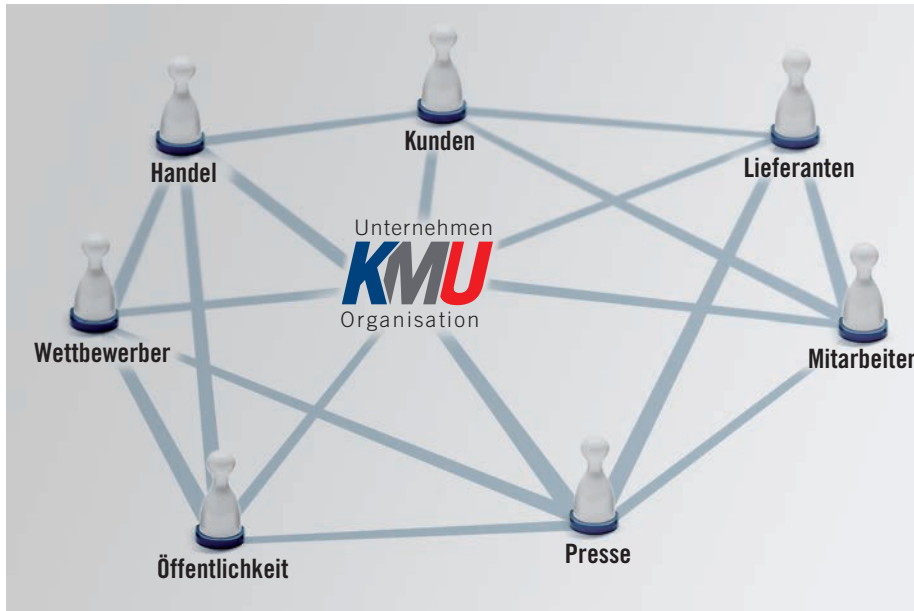 Kunden
Handel
Lieferanten
Unternehmen
KMU
Organisation
Wettbewerber
Mitarbeiter
Öffentlichkeit
Presse